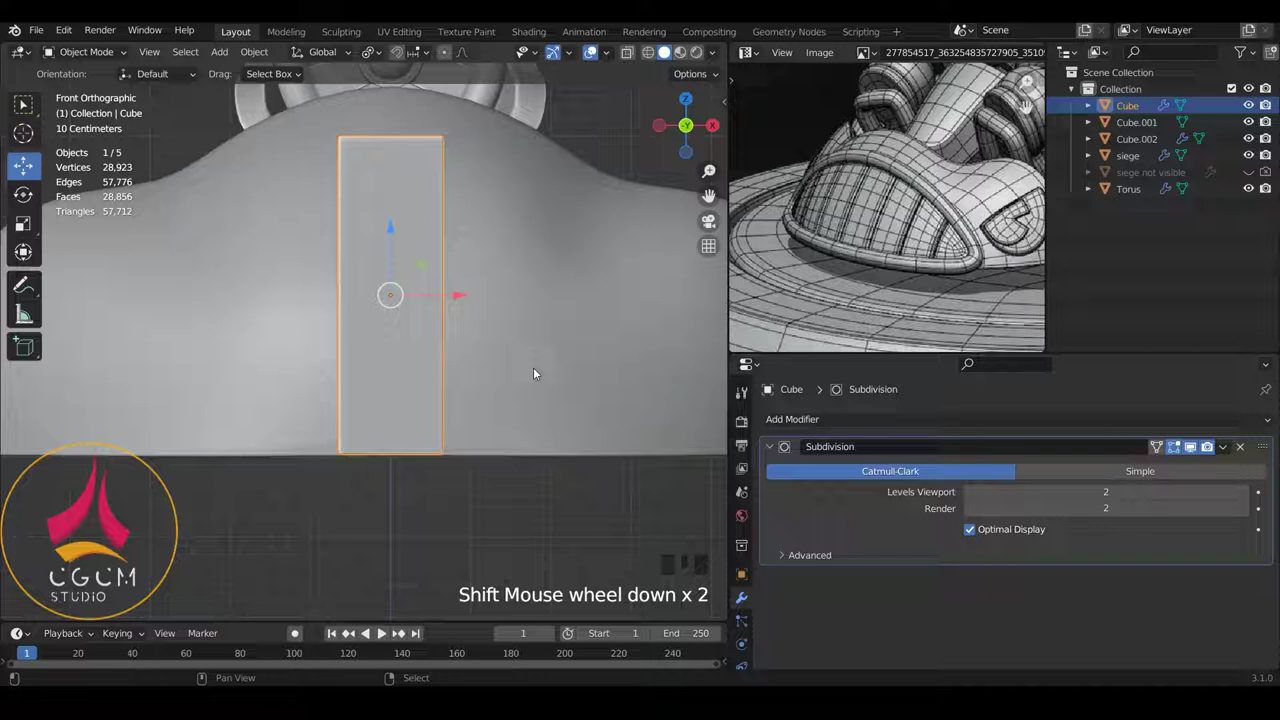 File Edit Render Window Help Layout Modeling Sculpting UV Editing Texture Paint Shading Animation Rendering Compositing Geometry Nodes Scripting Scene ViewLayer
Object Mode View Select Add Object Global View Image 277854517_363254835727905_3510
Orientation: Default Drag: Select Box Options Scene Collection
Collection
Cube
Cube.001
Cube.002
siege
siege not visible
Torus
Front Orthographic
(1) Collection | Cube
10 Centimeters
Objects 1 / 5
Vertices 28,923
Edges 57,776
Faces 28,856
Triangles 57,712
Z
-Y
X
Cube Subdivision
Add Modifier
Subdivision
Catmull-Clark Simple
Levels Viewport 2
Render 2
Optimal Display
Advanced
CGCM
STUDIO
Shift Mouse wheel down x 2
Playback Keying View Marker 1 Start 1 End 250
1 20 40 60 80 100 120 140 160 180 200 220 240
Pan View Select 3.1.0